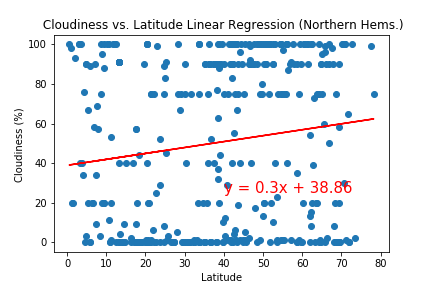 Cloudiness vs. Latitude Linear Regression (Northern Hems.)
100
80
60
40
20
0
Cloudiness (%)
y = 0.3x + 38.86
0 10 20 30 40 50 60 70 80
Latitude